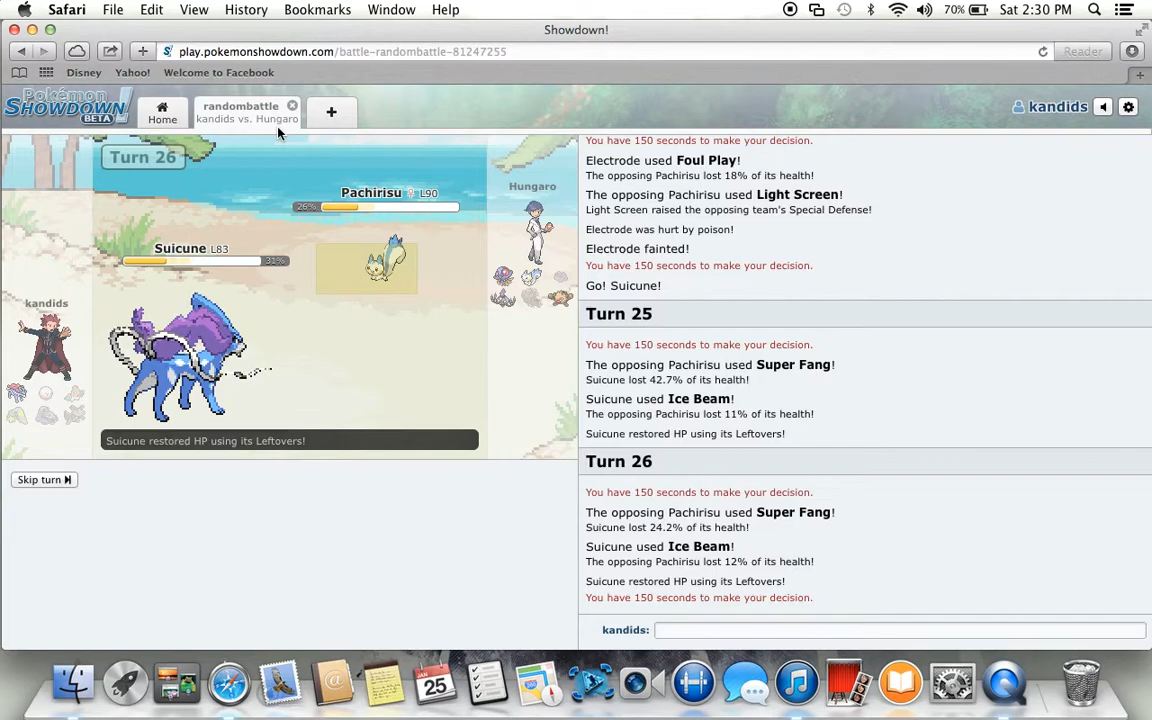 Safari File Edit View History Bookmarks Window Help 70% Sat 2:30 PM
Showdown!
play.pokemonshowdown.com/battle-randombattle-81247255 Reader
Disney Yahoo! Welcome to Facebook
Pokémon
SHOWDOWN!
BETA
Home
randombattle
kandids vs. Hungaro
kandids
Turn 26
Pachirisu L90
26%
Hungaro
Suicune L83
31%
kandids
Suicune restored HP using its Leftovers!
Skip turn
You have 150 seconds to make your decision.
Electrode used Foul Play!
The opposing Pachirisu lost 18% of its health!
The opposing Pachirisu used Light Screen!
Light Screen raised the opposing team's Special Defense!
Electrode was hurt by poison!
Electrode fainted!
You have 150 seconds to make your decision.
Go! Suicune!
Turn 25
You have 150 seconds to make your decision.
The opposing Pachirisu used Super Fang!
Suicune lost 42.7% of its health!
Suicune used Ice Beam!
The opposing Pachirisu lost 11% of its health!
Suicune restored HP using its Leftovers!
Turn 26
You have 150 seconds to make your decision.
The opposing Pachirisu used Super Fang!
Suicune lost 24.2% of its health!
Suicune used Ice Beam!
The opposing Pachirisu lost 12% of its health!
Suicune restored HP using its Leftovers!
You have 150 seconds to make your decision.
kandids:
JAN
25